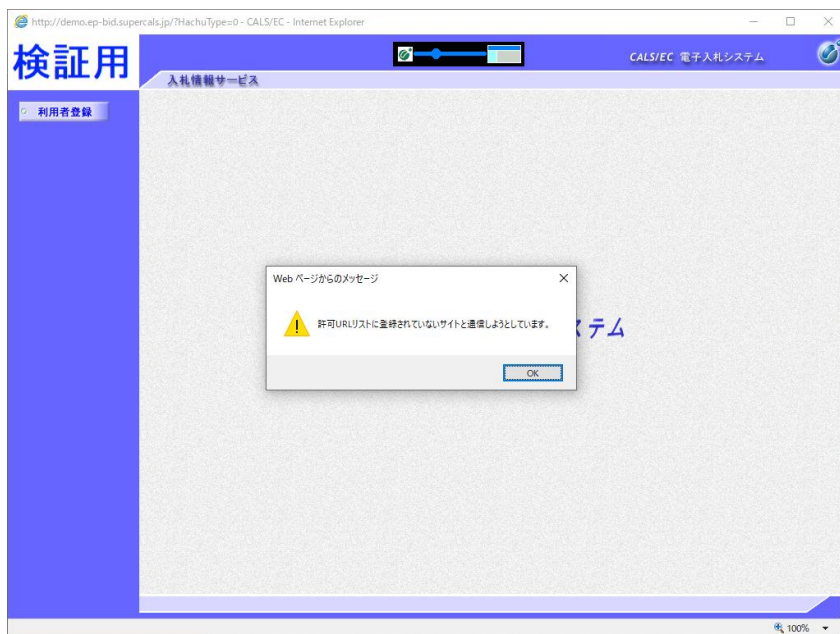 http://demo.ep-bid.supercals.jp/?HachuType=0 - CALS/EC - Internet Explorer
検証用
CALS/EC 電子入札システム
入札情報サービス
利用者登録
Web ページからのメッセージ
許可URLリストに登録されていないサイトと通信しようとしています。
ステム
OK
100%